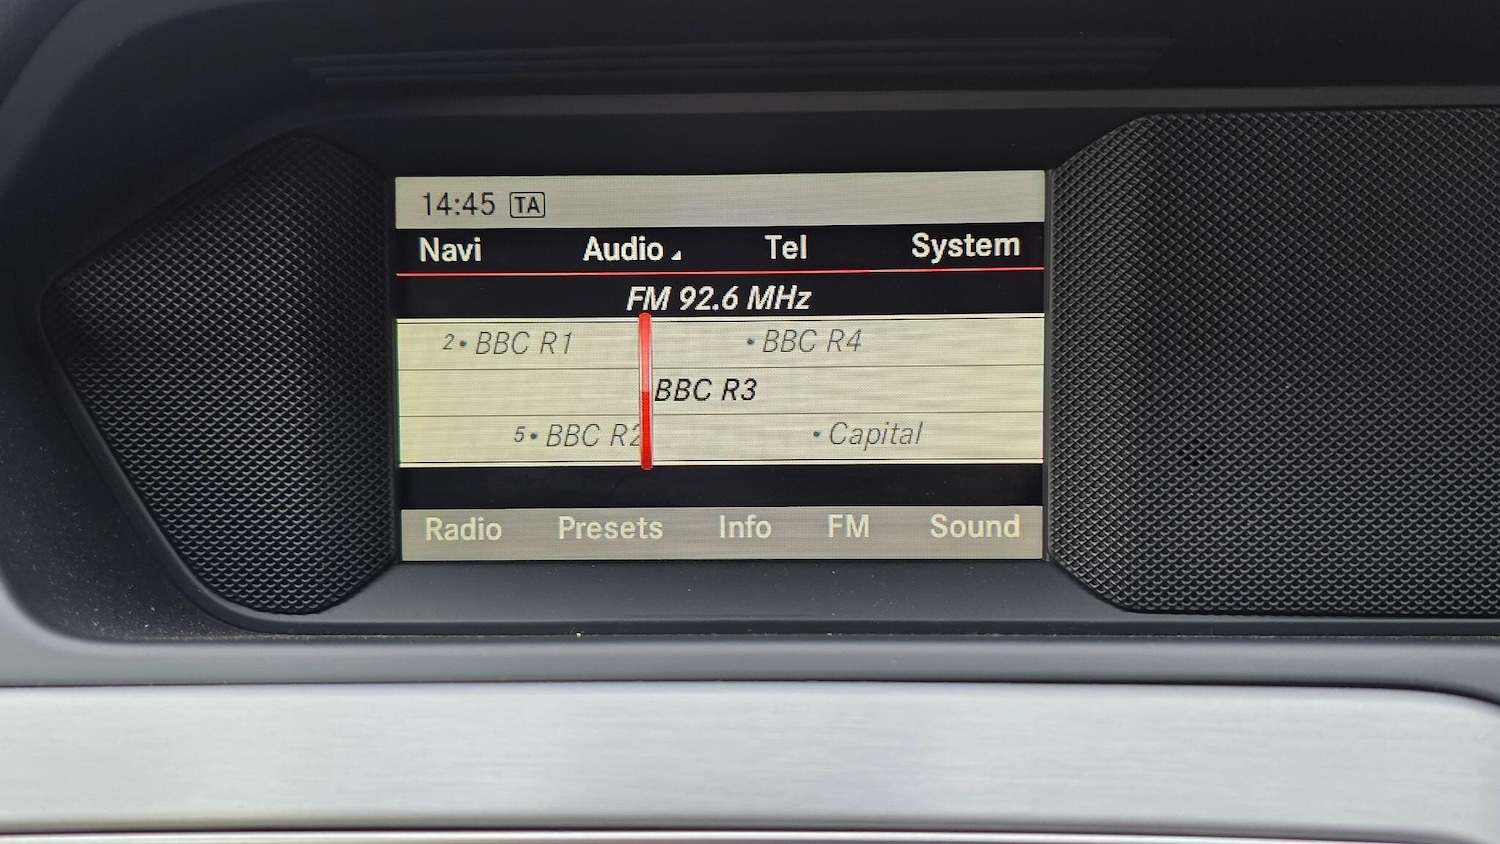 14:45 TA
Navi Audio Tel System
FM 92.6 MHz
2 • BBC R1 • BBC R4
BBC R3
5 • BBC R2 • Capital
Radio Presets Info FM Sound